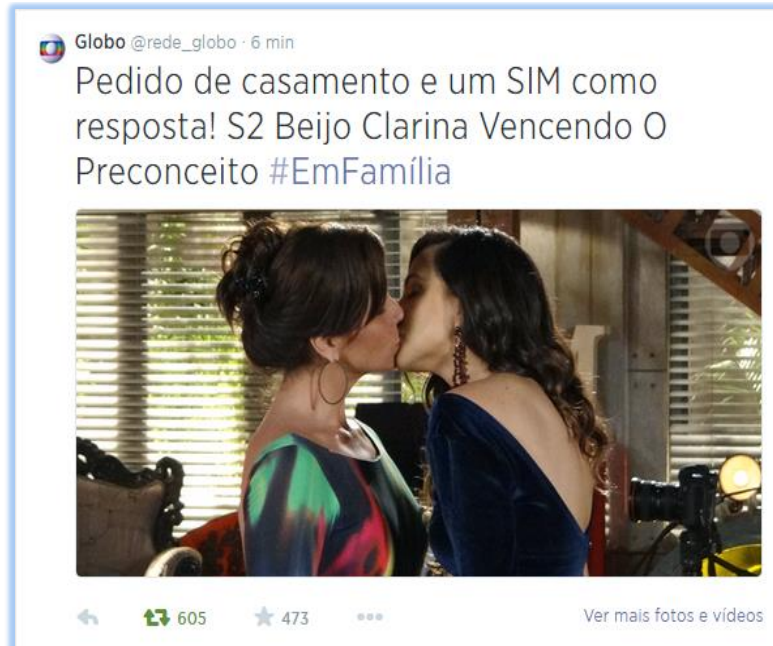 Globo @rede_globo · 6 min
Pedido de casamento e um SIM como
resposta! S2 Beijo Clarina Vencendo O
Preconceito #EmFamília
M
605 473
Ver mais fotos e vídeos